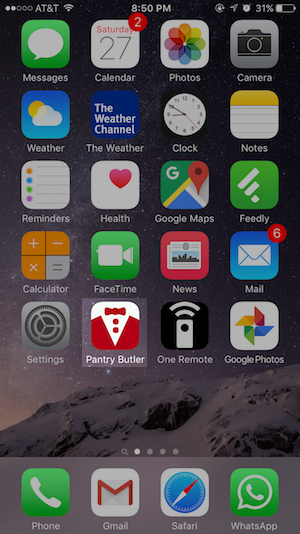 AT&T 8:50 PM 31%
2
Saturday
27
Messages Calendar Photos Camera
The
Weather
Channel
Weather The Weather Clock Notes
Reminders Health Google Maps Feedly
6
Calculator FaceTime News Mail
Settings Pantry Butler One Remote Google Photos
Phone Gmail Safari WhatsApp